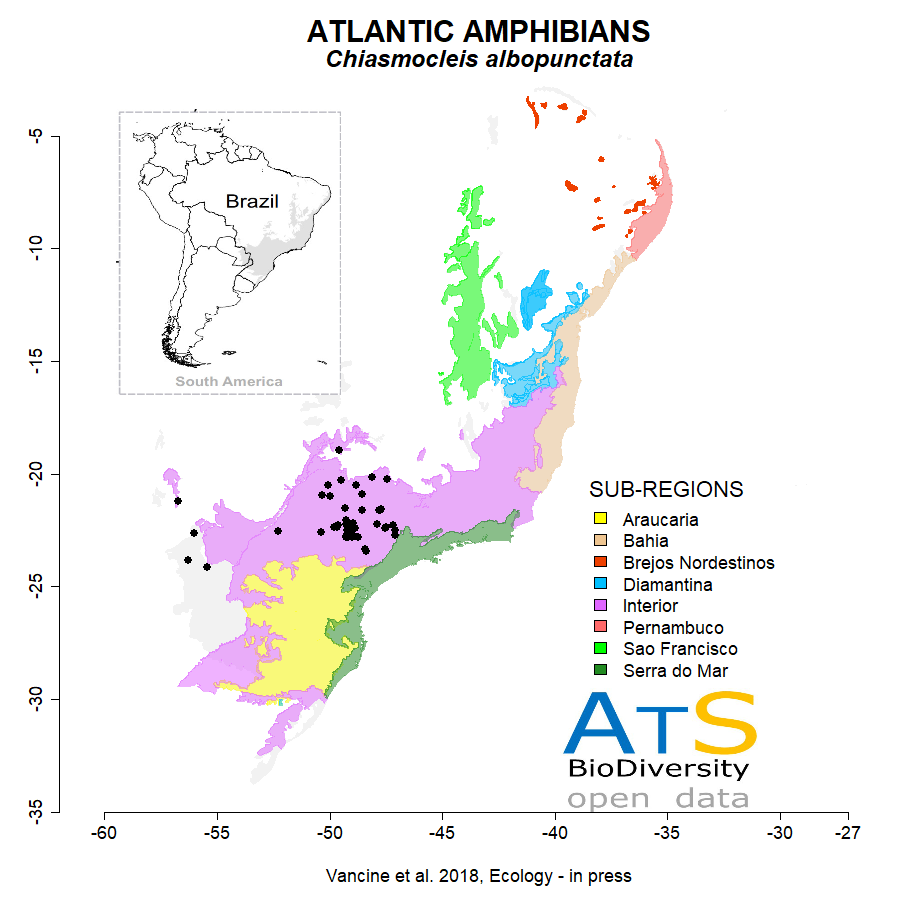 ATLANTIC AMPHIBIANS
Chiasmocleis albopunctata
-5
-10
-15
-20
-25
-30
-35
Brazil
South America
SUB-REGIONS
Araucaria
Bahia
Brejos Nordestinos
Diamantina
Interior
Pernambuco
Sao Francisco
Serra do Mar
ATS
BioDiversity
open data
-60
-55
-50
-45
-40
-35
-30
-27
Vancine et al. 2018, Ecology - in press